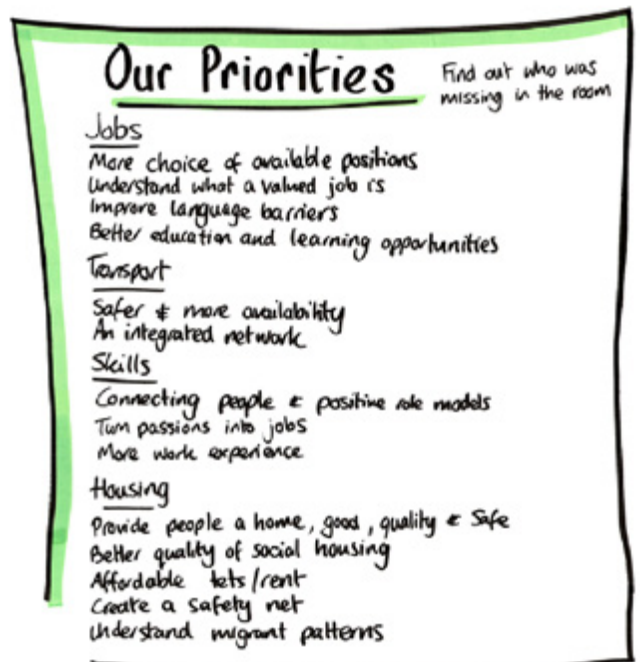 Our Priorities
Find out who was
missing in the room
Jobs
More choice of available positions
Understand what a valued job is
Improve language barriers
Better education and learning opportunities
Transport
Safer & more availability
An integrated network
Skills
Connecting people & positive role models
Turn passions into jobs
More work experience
Housing
Provide people a home, good, quality & safe
Better quality of social housing
Affordable lets/rent
Create a safety net
Understand migrant patterns